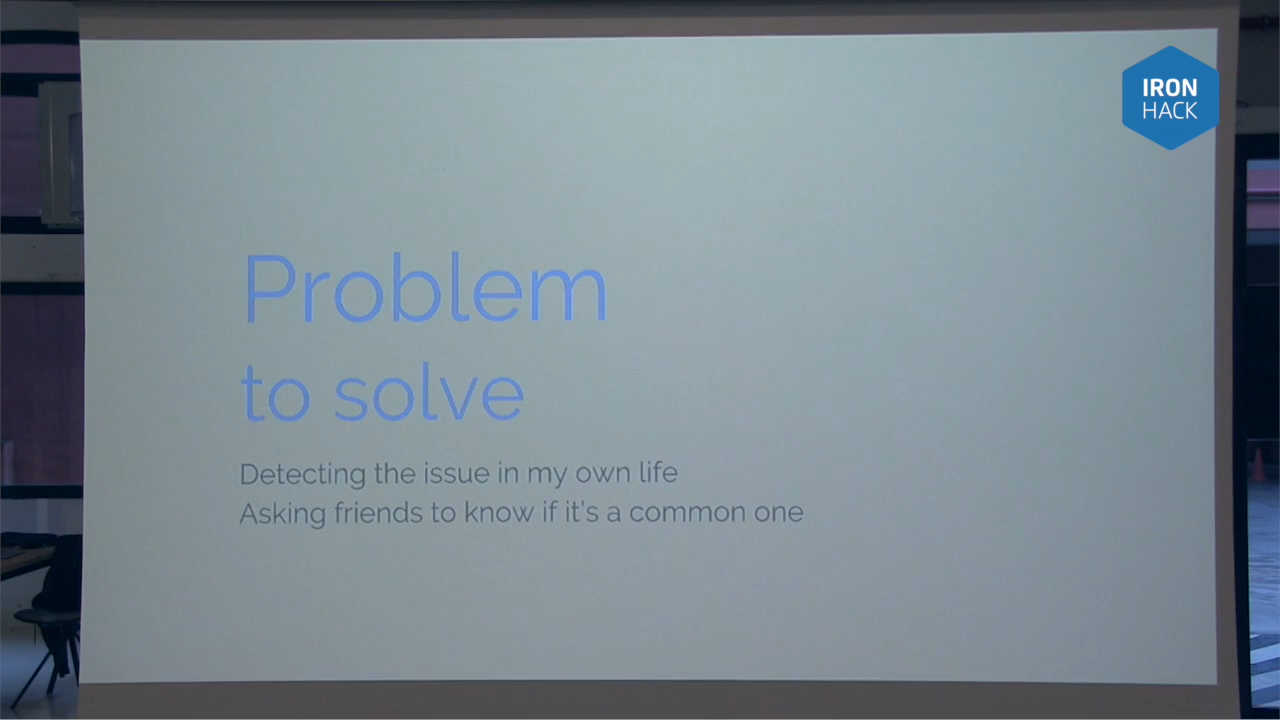 IRON
HACK
Problem
to solve
Detecting the issue in my own life
Asking friends to know if it's a common one